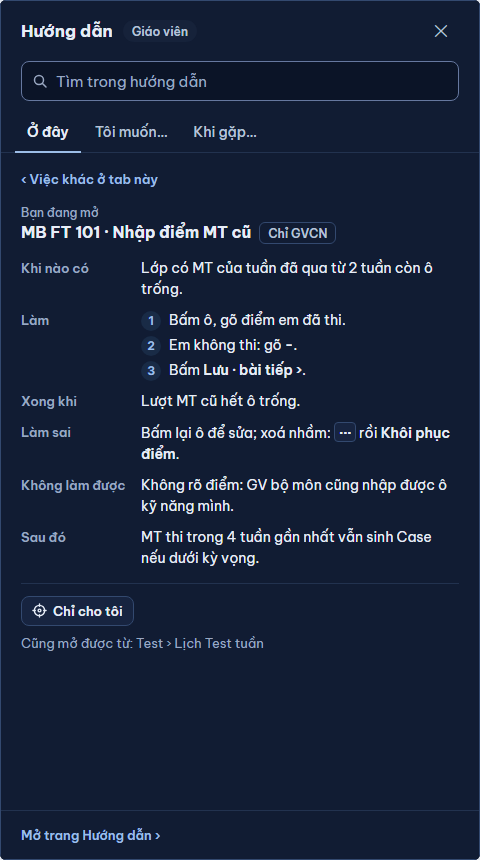 Hướng dẫn Giáo viên
Tìm trong hướng dẫn
Ở đây Tôi muốn... Khi gặp...
‹ Việc khác ở tab này
Bạn đang mở
MB FT 101 · Nhập điểm MT cũ Chỉ GVCN
Khi nào có Lớp có MT của tuần đã qua từ 2 tuần còn ô
trống.
Làm 1 Bấm ô, gõ điểm em đã thi.
2 Em không thi: gõ -.
3 Bấm Lưu · bài tiếp ›.
Xong khi Lượt MT cũ hết ô trống.
Làm sai Bấm lại ô để sửa; xoá nhầm: ··· rồi Khôi phục
điểm.
Không làm được Không rõ điểm: GV bộ môn cũng nhập được ô
kỹ năng mình.
Sau đó MT thi trong 4 tuần gần nhất vẫn sinh Case
nếu dưới kỳ vọng.
Chỉ cho tôi
Cũng mở được từ: Test › Lịch Test tuần
Mở trang Hướng dẫn ›